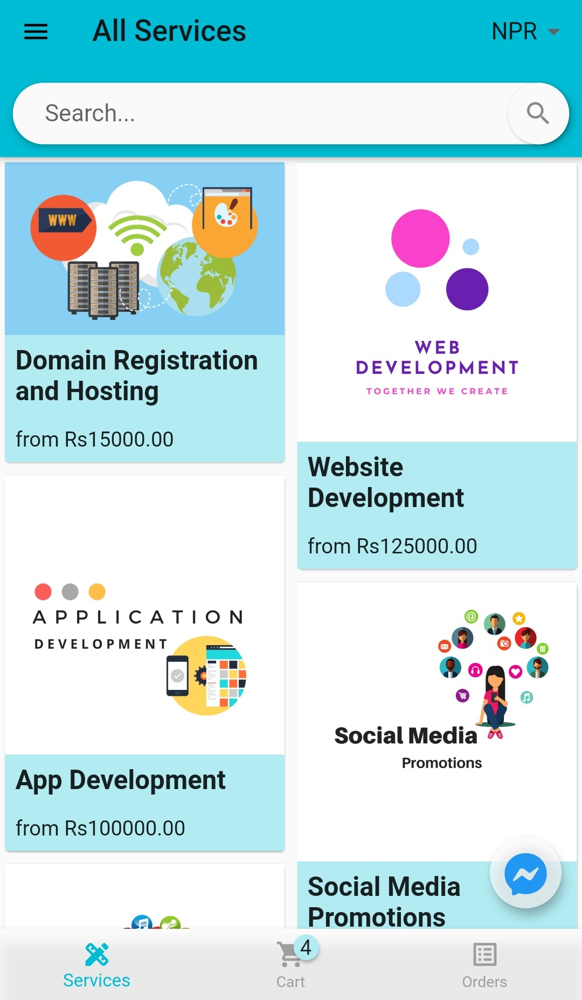 All Services
NPR
Search...
WWW
Domain Registration
and Hosting
from Rs15000.00
WEB
DEVELOPMENT
TOGETHER WE CREATE
Website
Development
from Rs125000.00
APPLICATION
DEVELOPMENT
App Development
from Rs100000.00
@
Social Media
Promotions
Social Media
Promotions
Services
4
Cart
Orders